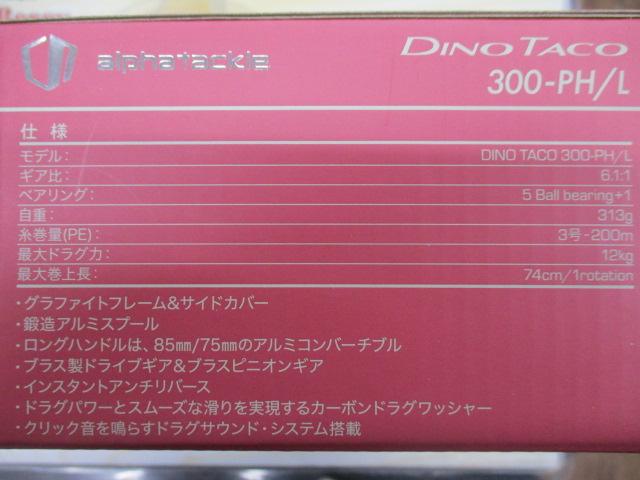 alphatackle
DINO TACO
300-PH/L
仕様
モデル: DINO TACO 300-PH/L
ギア比: 6.1:1
ベアリング: 5 Ball bearing+1
自重: 313g
糸巻量(PE): 3号-200m
最大ドラグ力: 12kg
最大巻上長: 74cm/1rotation
・グラファイトフレーム&サイドカバー
・鍛造アルミスプール
・ロングハンドルは、85mm/75mmのアルミコンバーチブル
・ブラス製ドライブギア&ブラスピニオンギア
・インスタントアンチリバース
・ドラグパワーとスムーズな滑りを実現するカーボンドラグワッシャー
・クリック音を鳴らすドラグサウンド・システム搭載